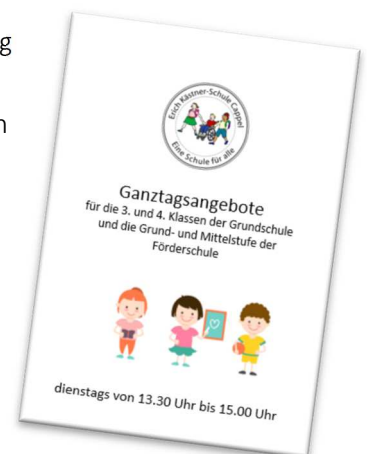 g
n
Erich Kästner-Schule Cappel
Eine Schule für alle
Ganztagsangebote
für die 3. und 4. Klassen der Grundschule
und die Grund- und Mittelstufe der
Förderschule
dienstags von 13.30 Uhr bis 15.00 Uhr